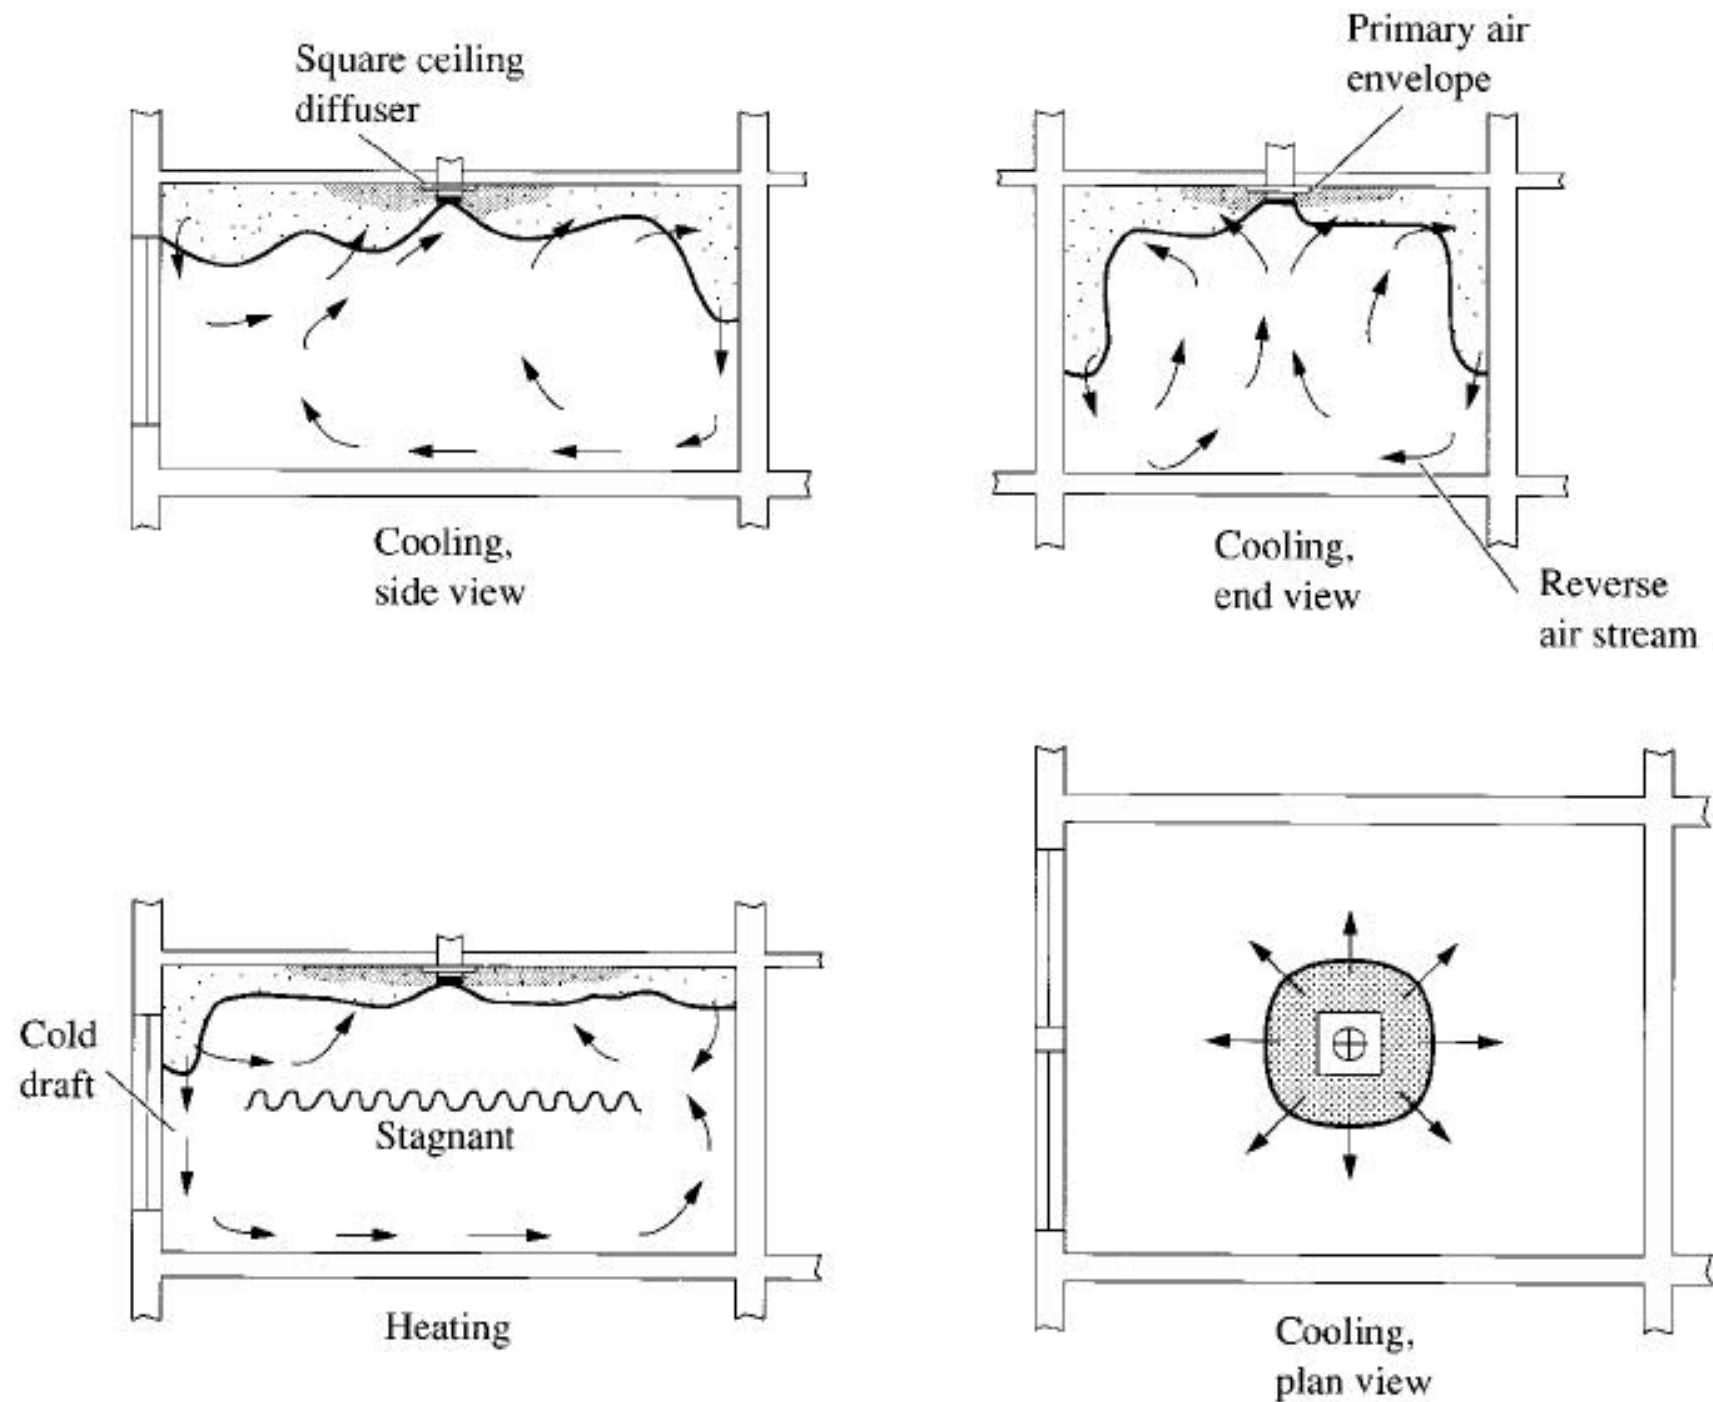 Square ceiling
diffuser
Primary air
envelope
Cooling,
side view
Cooling,
end view
Reverse
air stream
Cold
draft
Stagnant
Heating
Cooling,
plan view